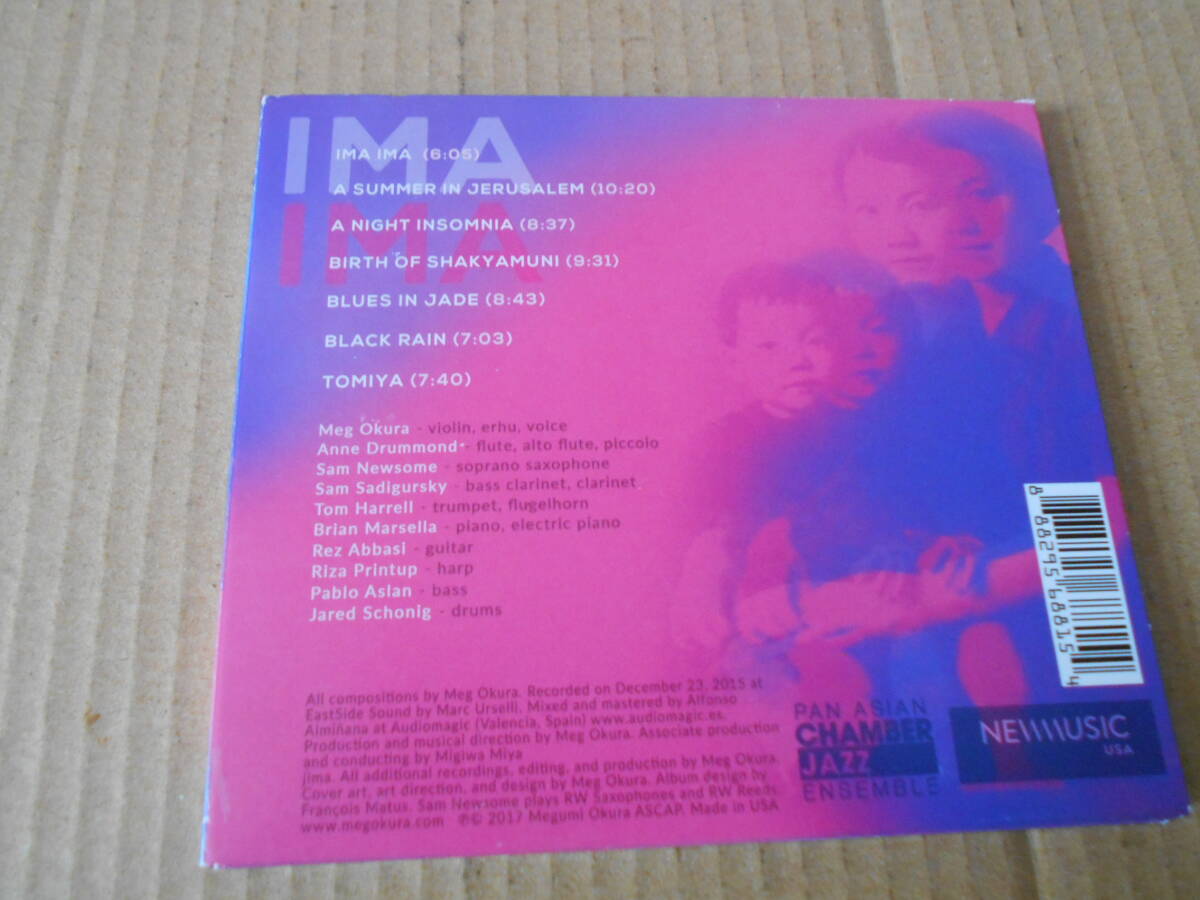 IMA
IMA
IMA IMA (6:05)
A SUMMER IN JERUSALEM (10:20)
A NIGHT INSOMNIA (8:37)
BIRTH OF SHAKYAMUNI (9:31)
BLUES IN JADE (8:43)
BLACK RAIN (7:03)
TOMIYA (7:40)
Meg Okura - violin, erhu, voice
Anne Drummond - flute, alto flute, piccolo
Sam Newsome - soprano saxophone
Sam Sadigursky - bass clarinet, clarinet
Tom Harrell - trumpet, flugelhorn
Brian Marsella - piano, electric piano
Rez Abbasi - guitar
Riza Printup - harp
Pablo Aslan - bass
Jared Schonig - drums
All compositions by Meg Okura. Recorded on December 23, 2015 at
EastSide Sound by Marc Urselli. Mixed and mastered by Alfonso
Almiñana at Audiomagic (Valencia, Spain) www.audiomagic.es.
Production and musical direction by Meg Okura. Associate production
and conducting by Migiwa Miya
jima. All additional recordings, editing, and production by Meg Okura.
Cover art, art direction, and design by Meg Okura. Album design by
François Matus. Sam Newsome plays RW Saxophones and RW Reeds.
www.megokura.com ℗© 2017 Megumi Okura ASCAP. Made in USA
PAN ASIAN
CHAMBER
JAZZ
ENSEMBLE
NEWMUSIC
USA
8 88295 68815 4